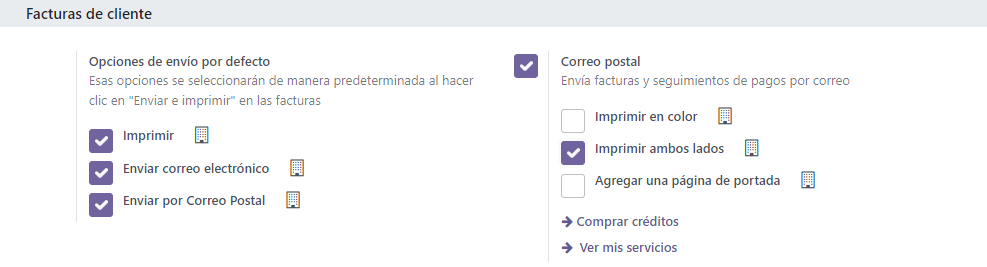 Facturas de cliente
Opciones de envío por defecto
Esas opciones se seleccionarán de manera predeterminada al hacer
clic en "Enviar e imprimir" en las facturas
Imprimir
Enviar correo electrónico
Enviar por Correo Postal
Correo postal
Envía facturas y seguimientos de pagos por correo
Imprimir en color
Imprimir ambos lados
Agregar una página de portada
Comprar créditos
Ver mis servicios